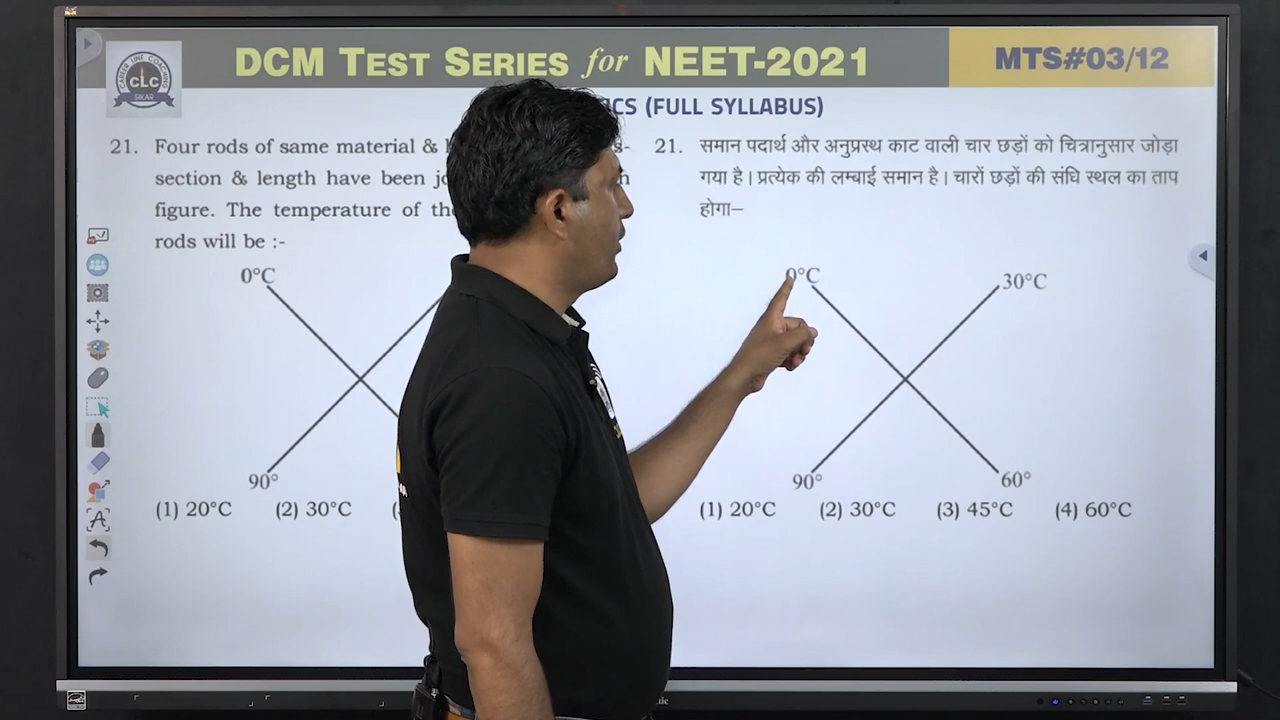 DCM TEST SERIES for NEET-2021
MTS#03/12
CAREER LINE COACHING
CLC
SIKAR
(FULL SYLLABUS)
21. Four rods of same material &
section & length have been
figure. The temperature of
rods will be :-
0°C
90°
(1) 20°C (2) 30°C
21. समान पदार्थ और अनुप्रस्थ काट वाली चार छड़ों को चित्रानुसार जोड़ा
गया है। प्रत्येक की लम्बाई समान है। चारों छड़ों की संधि स्थल का ताप
होगा–
0°C
30°C
90°
60°
(1) 20°C (2) 30°C (3) 45°C (4) 60°C